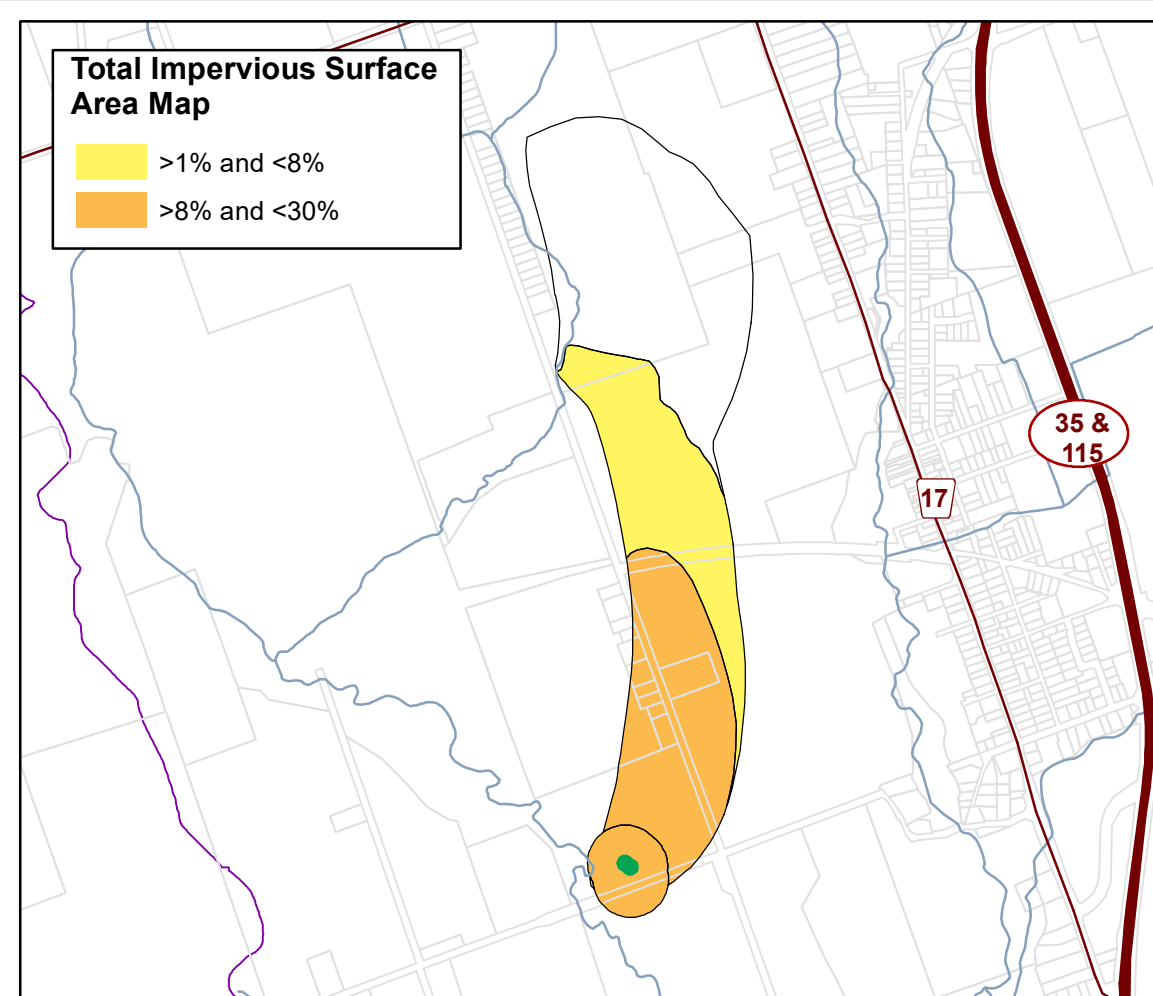 Total Impervious Surface
Area Map
>1% and <8%
>8% and <30%
35 &
115
17